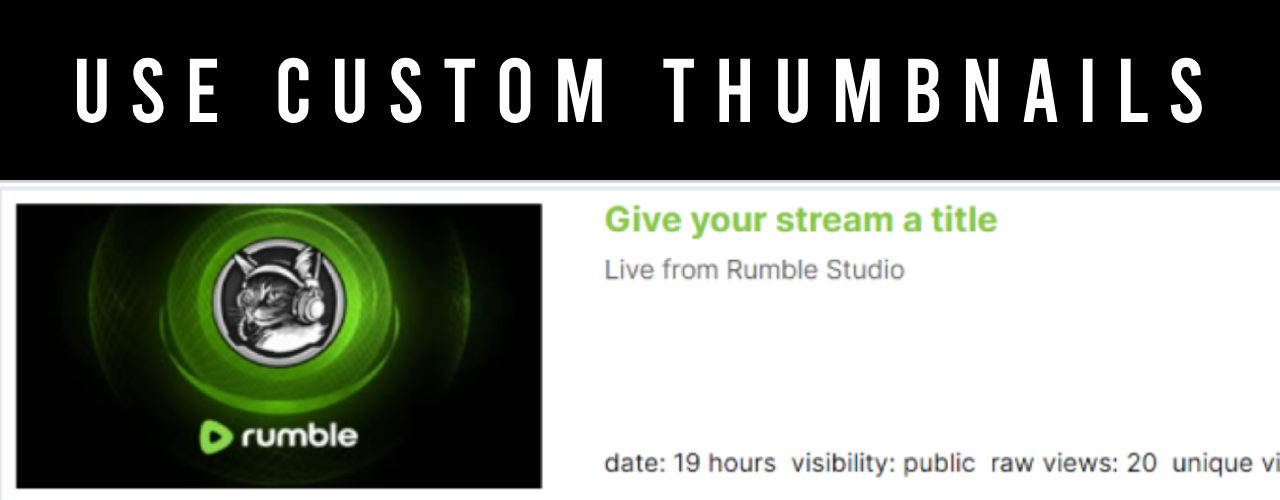 USE CUSTOM THUMBNAILS
Give your stream a title
Live from Rumble Studio
rumble
date: 19 hours visibility: public raw views: 20 unique vi